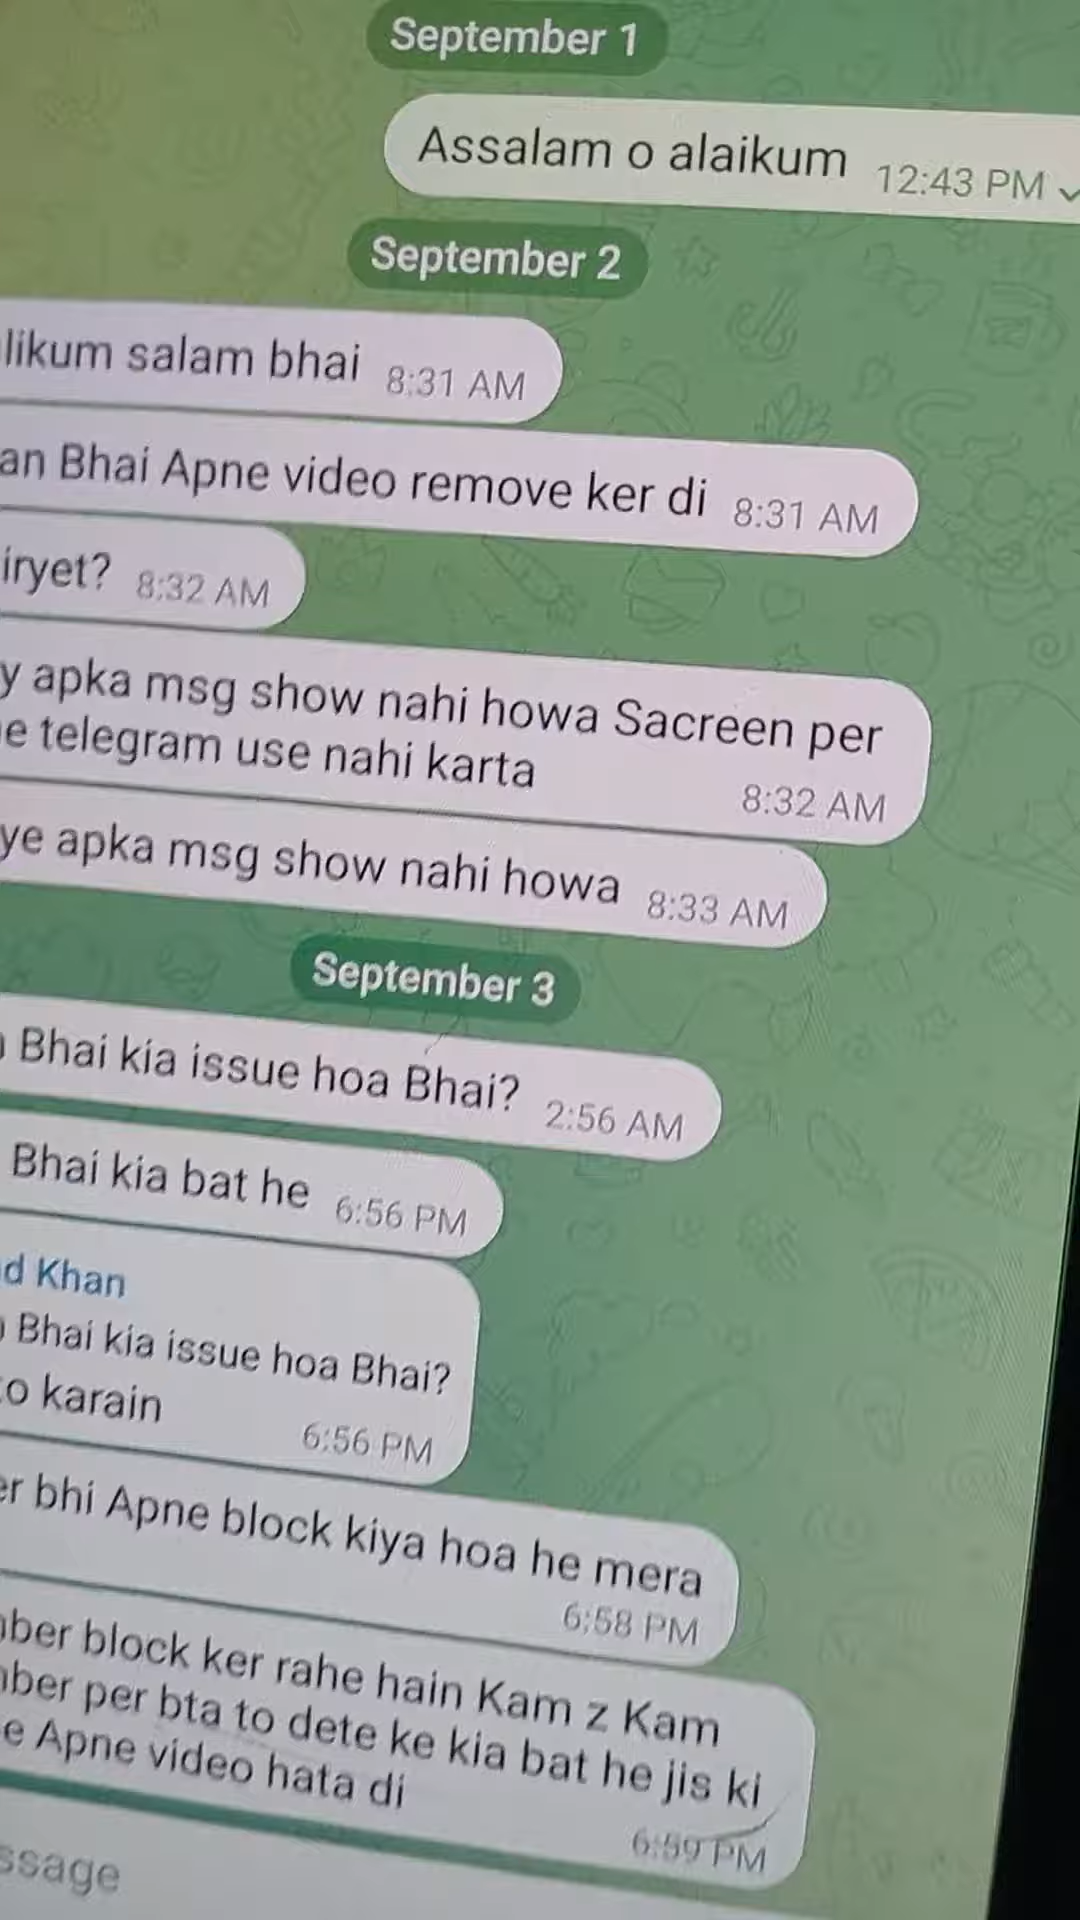 September 1
Assalam o alaikum 12:43 PM
September 2
likum salam bhai 8:31 AM
an Bhai Apne video remove ker di 8:31 AM
iryet? 8:32 AM
y apka msg show nahi howa Sacreen per
e telegram use nahi karta
8:32 AM
ye apka msg show nahi howa 8:33 AM
September 3
Bhai kia issue hoa Bhai? 2:56 AM
Bhai kia bat he 6:56 PM
d Khan
Bhai kia issue hoa Bhai?
to karain
6:56 PM
er bhi Apne block kiya hoa he mera
6:58 PM
ber block ker rahe hain Kam z Kam
ber per bta to dete ke kia bat he jis ki
e Apne video hata di
6:59 PM
ssage